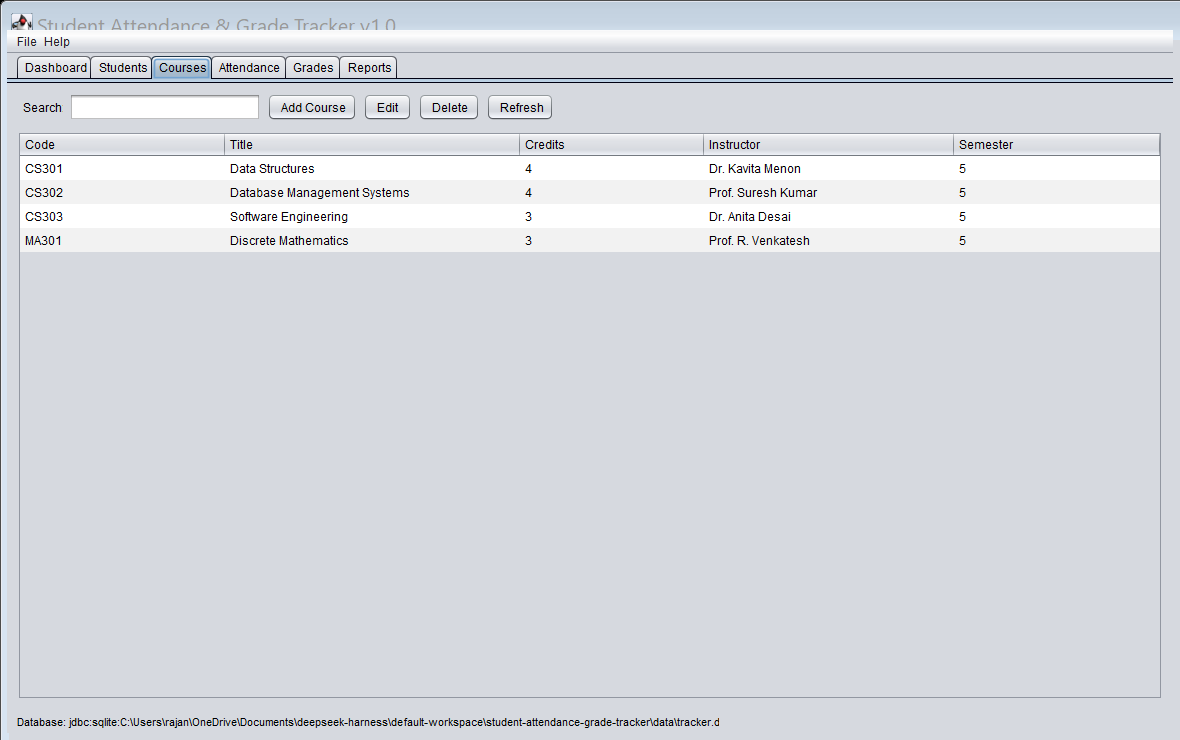 Student Attendance & Grade Tracker v1.0
File Help
Dashboard Students Courses Attendance Grades Reports
Search Add Course Edit Delete Refresh
Code Title Credits Instructor Semester
CS301 Data Structures 4 Dr. Kavita Menon 5
CS302 Database Management Systems 4 Prof. Suresh Kumar 5
CS303 Software Engineering 3 Dr. Anita Desai 5
MA301 Discrete Mathematics 3 Prof. R. Venkatesh 5
Database: jdbc:sqlite:C:\Users\rajan\OneDrive\Documents\deepseek-harness\default-workspace\student-attendance-grade-tracker\data\tracker.d